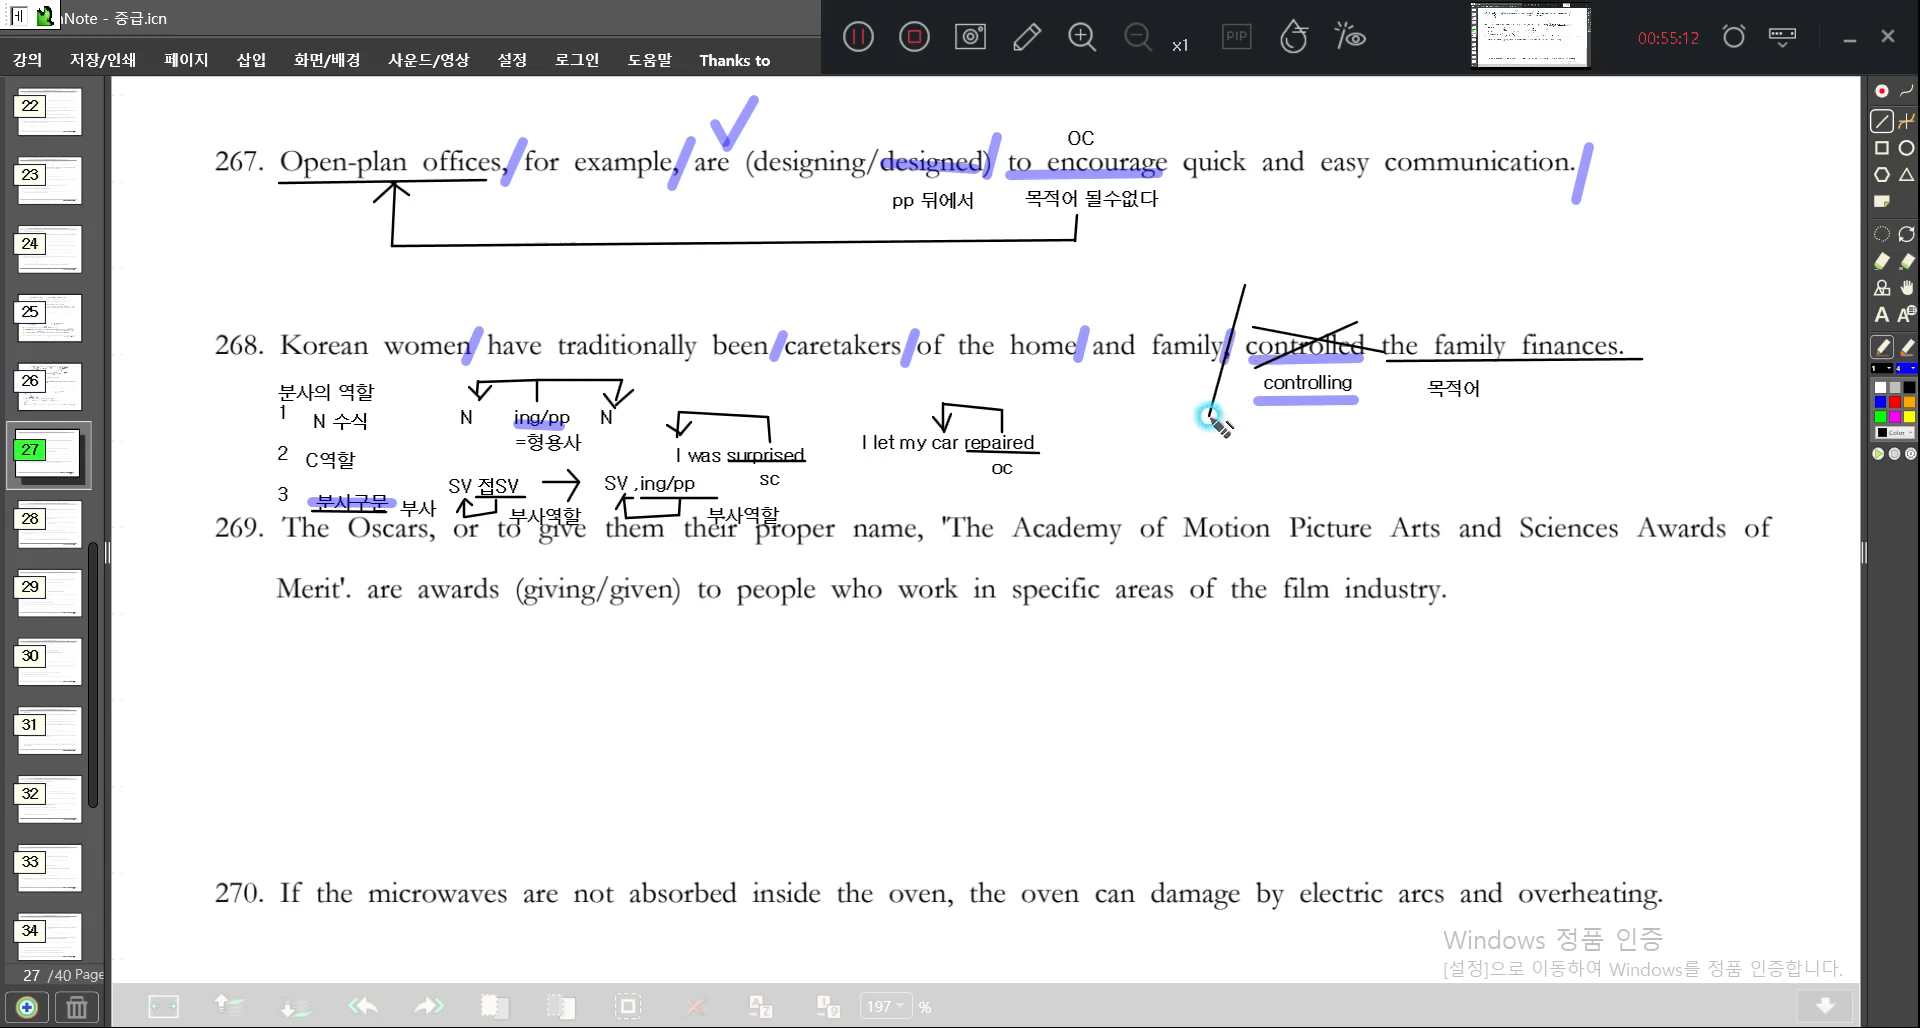 Note - 중급.icn
강의 저장/인쇄 페이지 삽입 화면/배경 사운드/영상 설정 로그인 도움말 Thanks to
x1 PIP 00:55:12
22
23
24
25
26
27
28
29
30
31
32
33
34
27 /40 Page
267. Open-plan offices, for example, are (designing/designed) to encourage quick and easy communication.
OC
pp 뒤에서 목적어 될수없다
268. Korean women have traditionally been caretakers of the home and family, controlled the family finances.
controlling 목적어
분사의 역할
1 N 수식
N ing/pp N
=형용사
2 C역할
I was surprised
sc
I let my car repaired
oc
3 부사구문 부사
SV 접SV SV ,ing/pp
부사역할 부사역할
269. The Oscars, or to give them their proper name, 'The Academy of Motion Picture Arts and Sciences Awards of
Merit'. are awards (giving/given) to people who work in specific areas of the film industry.
270. If the microwaves are not absorbed inside the oven, the oven can damage by electric arcs and overheating.
Windows 정품 인증
[설정]으로 이동하여 Windows를 정품 인증합니다.
197 %
A
A
1
4
Color